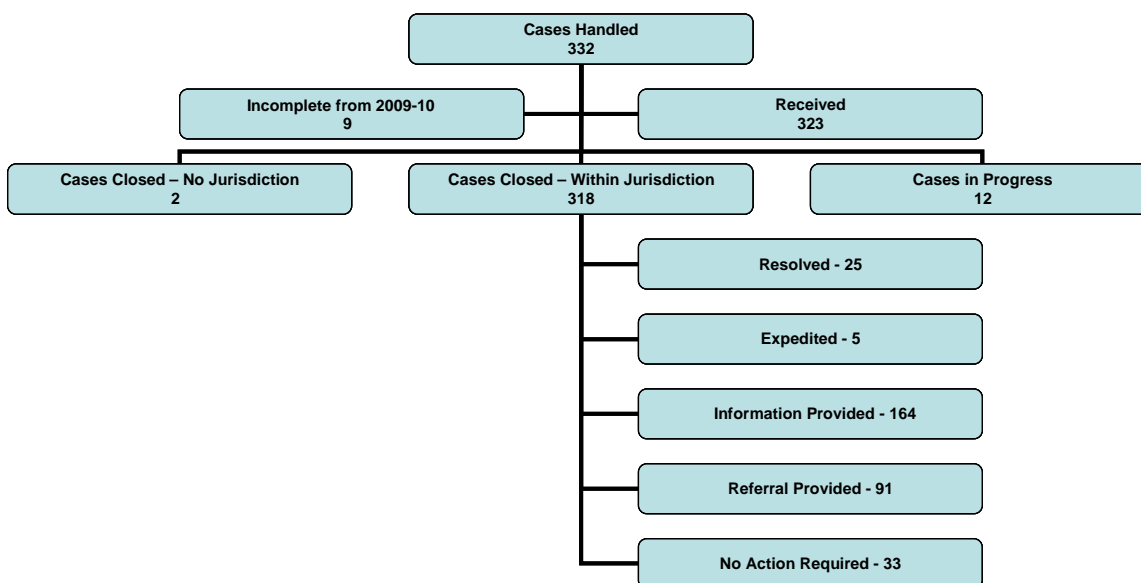 Cases Handled
332
Incomplete from 2009-10
9
Received
323
Cases Closed – No Jurisdiction
2
Cases Closed – Within Jurisdiction
318
Cases in Progress
12
Resolved - 25
Expedited - 5
Information Provided - 164
Referral Provided - 91
No Action Required - 33